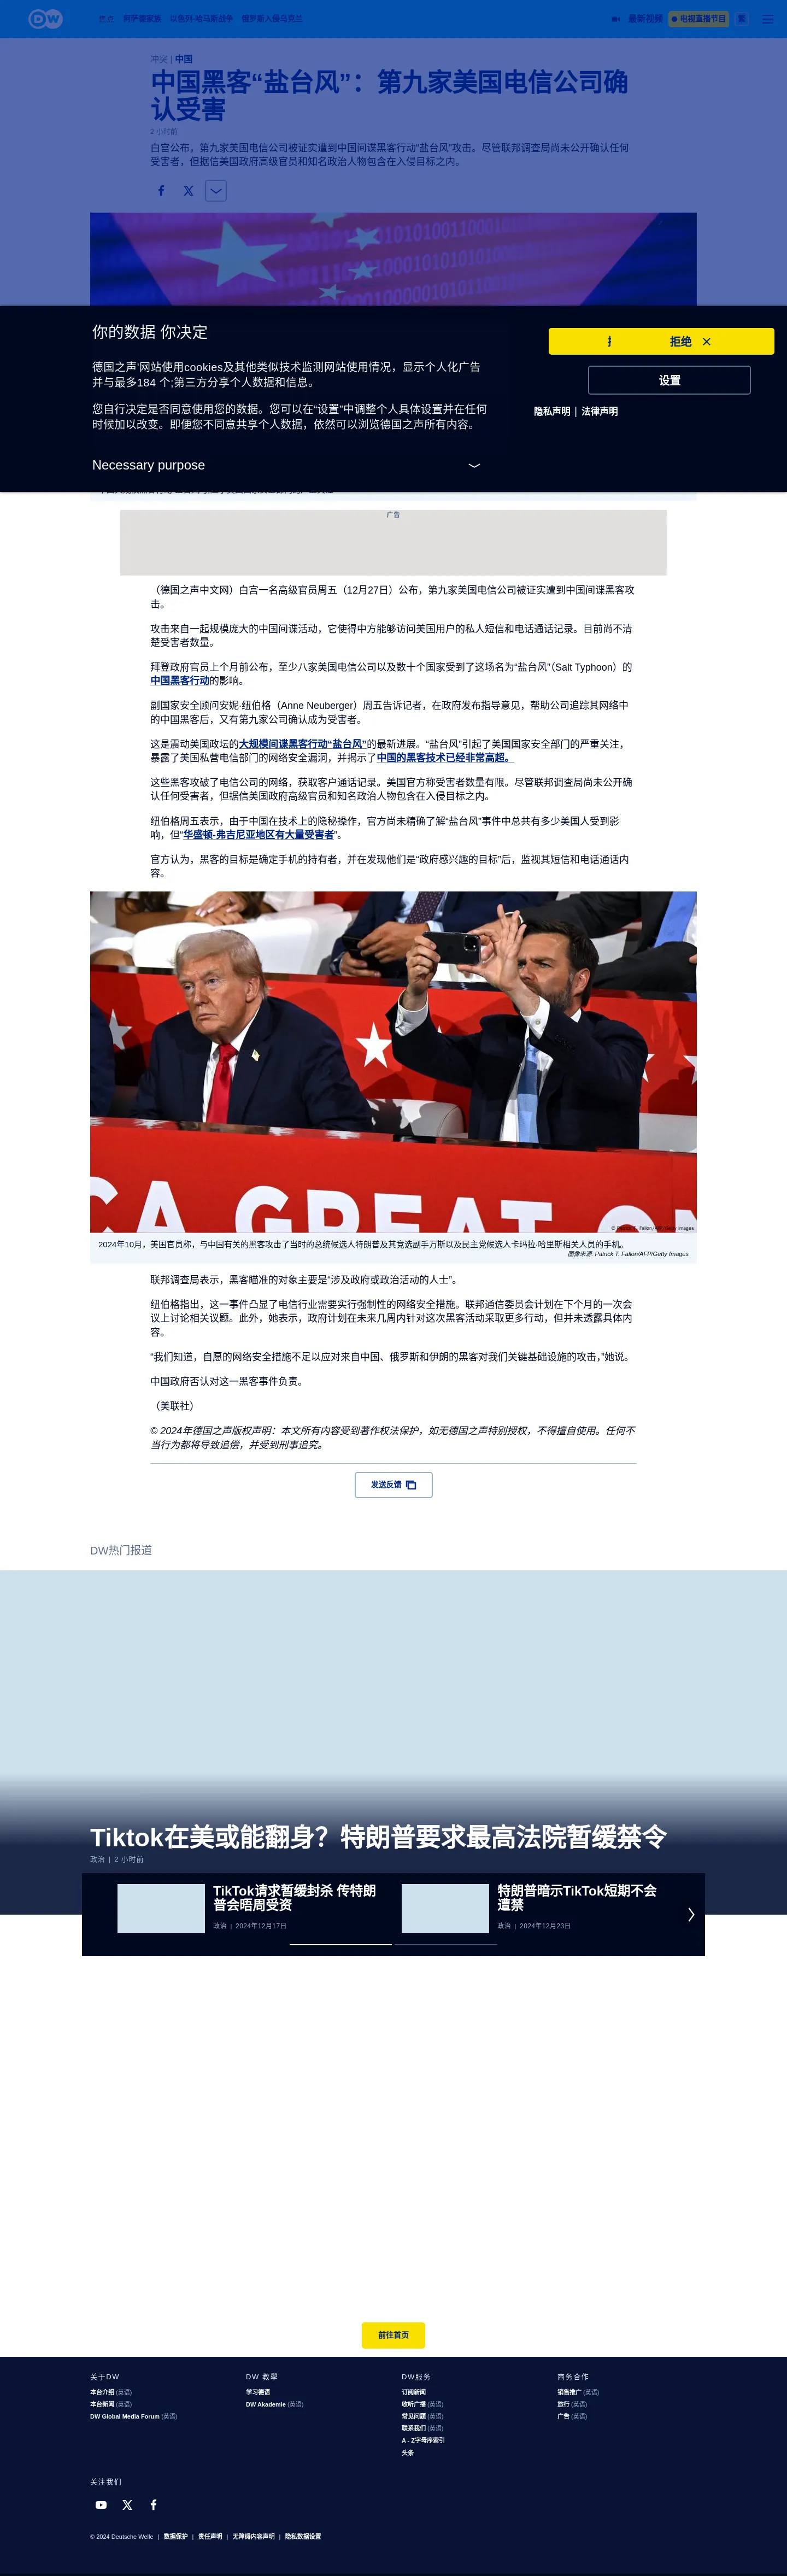 DW
焦点 阿萨德家族 以色列-哈马斯战争 俄罗斯入侵乌克兰
最新视频 电视直播节目 繁
冲突 | 中国
中国黑客“盐台风”：第九家美国电信公司确
认受害
2 小时前
白宫公布，第九家美国电信公司被证实遭到中国间谍黑客行动“盐台风”攻击。尽管联邦调查局尚未公开确认任何
受害者，但据信美国政府高级官员和知名政治人物包含在入侵目标之内。
你的数据 你决定
拒绝
德国之声'网站使用cookies及其他类似技术监测网站使用情况，显示个人化广告
并与最多184 个;第三方分享个人数据和信息。
设置
您自行决定是否同意使用您的数据。您可以在“设置”中调整个人具体设置并在任何
时候加以改变。即便您不同意共享个人数据，依然可以浏览德国之声所有内容。
隐私声明 | 法律声明
Necessary purpose
广告
（德国之声中文网）白宫一名高级官员周五（12月27日）公布，第九家美国电信公司被证实遭到中国间谍黑客攻
击。
攻击来自一起规模庞大的中国间谍活动，它使得中方能够访问美国用户的私人短信和电话通话记录。目前尚不清
楚受害者数量。
拜登政府官员上个月前公布，至少八家美国电信公司以及数十个国家受到了这场名为“盐台风”（Salt Typhoon）的
中国黑客行动的影响。
副国家安全顾问安妮·纽伯格（Anne Neuberger）周五告诉记者，在政府发布指导意见，帮助公司追踪其网络中
的中国黑客后，又有第九家公司确认成为受害者。
这是震动美国政坛的大规模间谍黑客行动“盐台风”的最新进展。“盐台风”引起了美国国家安全部门的严重关注，
暴露了美国私营电信部门的网络安全漏洞，并揭示了中国的黑客技术已经非常高超。
这些黑客攻破了电信公司的网络，获取客户通话记录。美国官方称受害者数量有限。尽管联邦调查局尚未公开确
认任何受害者，但据信美国政府高级官员和知名政治人物包含在入侵目标之内。
纽伯格周五表示，由于中国在技术上的隐秘操作，官方尚未精确了解“盐台风”事件中总共有多少美国人受到影
响，但“华盛顿-弗吉尼亚地区有大量受害者”。
官方认为，黑客的目标是确定手机的持有者，并在发现他们是“政府感兴趣的目标”后，监视其短信和电话通话内
容。
CA GREAT ON
© Patrick T. Fallon/AFP/Getty Images
2024年10月，美国官员称，与中国有关的黑客攻击了当时的总统候选人特朗普及其竞选副手万斯以及民主党候选人卡玛拉·哈里斯相关人员的手机。
图像来源: Patrick T. Fallon/AFP/Getty Images
联邦调查局表示，黑客瞄准的对象主要是“涉及政府或政治活动的人士”。
纽伯格指出，这一事件凸显了电信行业需要实行强制性的网络安全措施。联邦通信委员会计划在下个月的一次会
议上讨论相关议题。此外，她表示，政府计划在未来几周内针对这次黑客活动采取更多行动，但并未透露具体内
容。
“我们知道，自愿的网络安全措施不足以应对来自中国、俄罗斯和伊朗的黑客对我们关键基础设施的攻击，”她说。
中国政府否认对这一黑客事件负责。
（美联社）
© 2024年德国之声版权声明：本文所有内容受到著作权法保护，如无德国之声特别授权，不得擅自使用。任何不
当行为都将导致追偿，并受到刑事追究。
发送反馈
DW热门报道
Tiktok在美或能翻身？特朗普要求最高法院暂缓禁令
政治 | 2 小时前
TikTok请求暂缓封杀 传特朗
普会晤周受资
政治 | 2024年12月17日
特朗普暗示TikTok短期不会
遭禁
政治 | 2024年12月23日
前往首页
关于DW
本台介绍 (英语)
本台新闻 (英语)
DW Global Media Forum (英语)
DW 教學
学习德语
DW Akademie (英语)
DW服务
订阅新闻
收听广播 (英语)
常见问题 (英语)
联系我们 (英语)
A - Z字母序索引
头条
商务合作
销售推广 (英语)
旅行 (英语)
广告 (英语)
关注我们
© 2024 Deutsche Welle | 数据保护 | 责任声明 | 无障碍内容声明 | 隐私数据设置